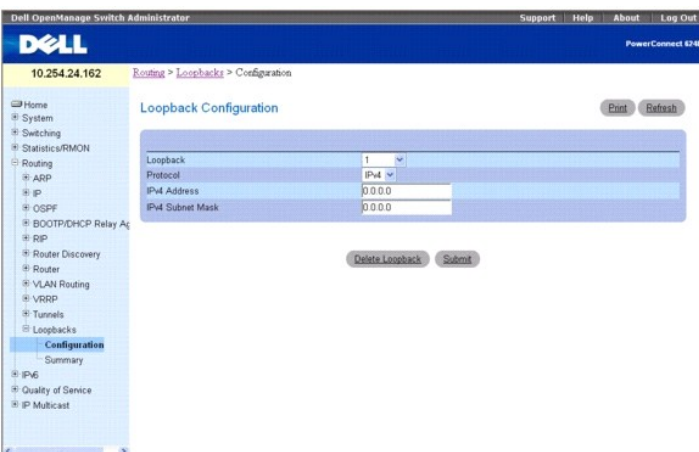 Dell OpenManage Switch Administrator
Support Help About Log Out
DELL
PowerConnect 624
10.254.24.162
Routing > Loopbacks > Configuration
Home
System
Switching
Statistics/RMON
Routing
ARP
IP
OSPF
BOOTP/DHCP Relay Ag
RIP
Router Discovery
Router
VLAN Routing
VRRP
Tunnels
Loopbacks
Configuration
Summary
IPv6
Quality of Service
IP Multicast
Loopback Configuration
Print Refresh
Loopback 1
Protocol IPv4
IPv4 Address 0.0.0.0
IPv4 Subnet Mask 0.0.0.0
Delete Loopback Submit